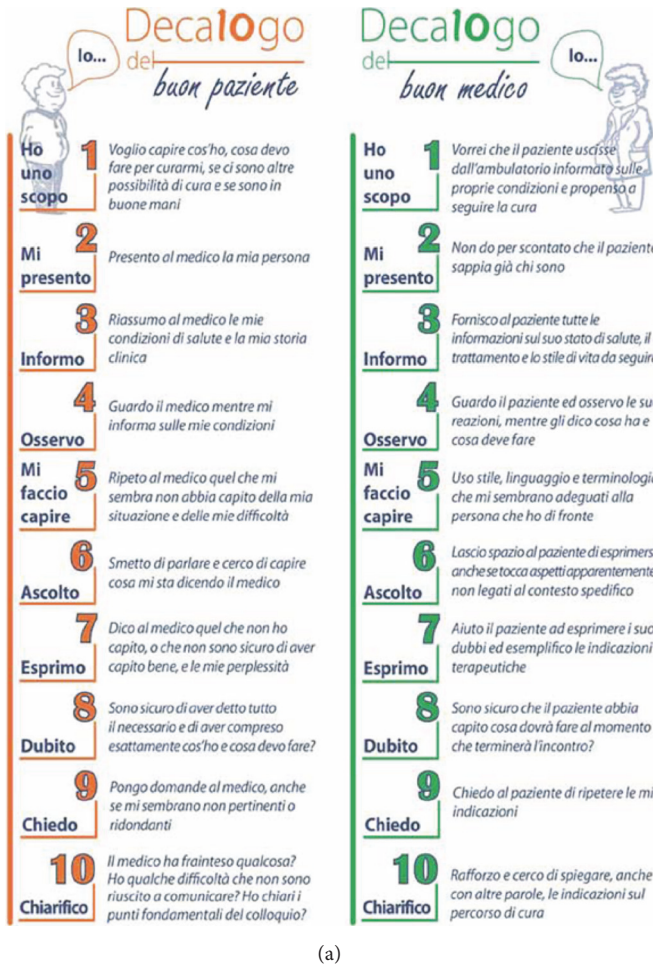 Decalogo
del
buon paziente
Io...
Ho
uno
scopo
1
Voglio capire cos'ho, cosa devo
fare per curarmi, se ci sono altre
possibilità di cura e se sono in
buone mani
Mi
presento
2
Presento al medico la mia persona
Informo
3
Riassumo al medico le mie
condizioni di salute e la mia storia
clinica
Osservo
4
Guardo il medico mentre mi
informa sulle mie condizioni
Mi
faccio
capire
5
Ripeto al medico quel che mi
sembra non abbia capito della mia
situazione e delle mie difficoltà
Ascolto
6
Smetto di parlare e cerco di capire
cosa mi sta dicendo il medico
Esprimo
7
Dico al medico quel che non ho
capito, o che non sono sicuro di aver
capito bene, e le mie perplessità
Dubito
8
Sono sicuro di aver detto tutto
il necessario e di aver compreso
esattamente cos'ho e cosa devo fare?
Chiedo
9
Pongo domande al medico, anche
se mi sembrano non pertinenti o
ridondanti
Chiarifico
10
Il medico ha frainteso qualcosa?
Ho qualche difficoltà che non sono
riuscito a comunicare? Ho chiari i
punti fondamentali del colloquio?
Decalogo
del
buon medico
Io...
Ho
uno
scopo
1
Vorrei che il paziente uscisse
dall'ambulatorio informato sulle
proprie condizioni e propenso a
seguire la cura
Mi
presento
2
Non do per scontato che il paziente
sappia già chi sono
Informo
3
Fornisco al paziente tutte le
informazioni sul suo stato di salute, il
trattamento e lo stile di vita da seguire
Osservo
4
Guardo il paziente ed osservo le su
reazioni, mentre gli dico cosa ha e
cosa deve fare
Mi
faccio
capire
5
Uso stile, linguaggio e terminologia
che mi sembrano adeguati alla
persona che ho di fronte
Ascolto
6
Lascio spazio al paziente di esprimers
anche se tocca aspetti apparentemente
non legati al contesto spedifico
Esprimo
7
Aiuto il paziente ad esprimere i suo
dubbi ed esemplifico le indicazioni
terapeutiche
Dubito
8
Sono sicuro che il paziente abbia
capito cosa dovrà fare al momento
che terminerà l'incontro?
Chiedo
9
Chiedo al paziente di ripetere le mi
indicazioni
Chiarifico
10
Rafforzo e cerco di spiegare, anche
con altre parole, le indicazioni sul
percorso di cura
(a)